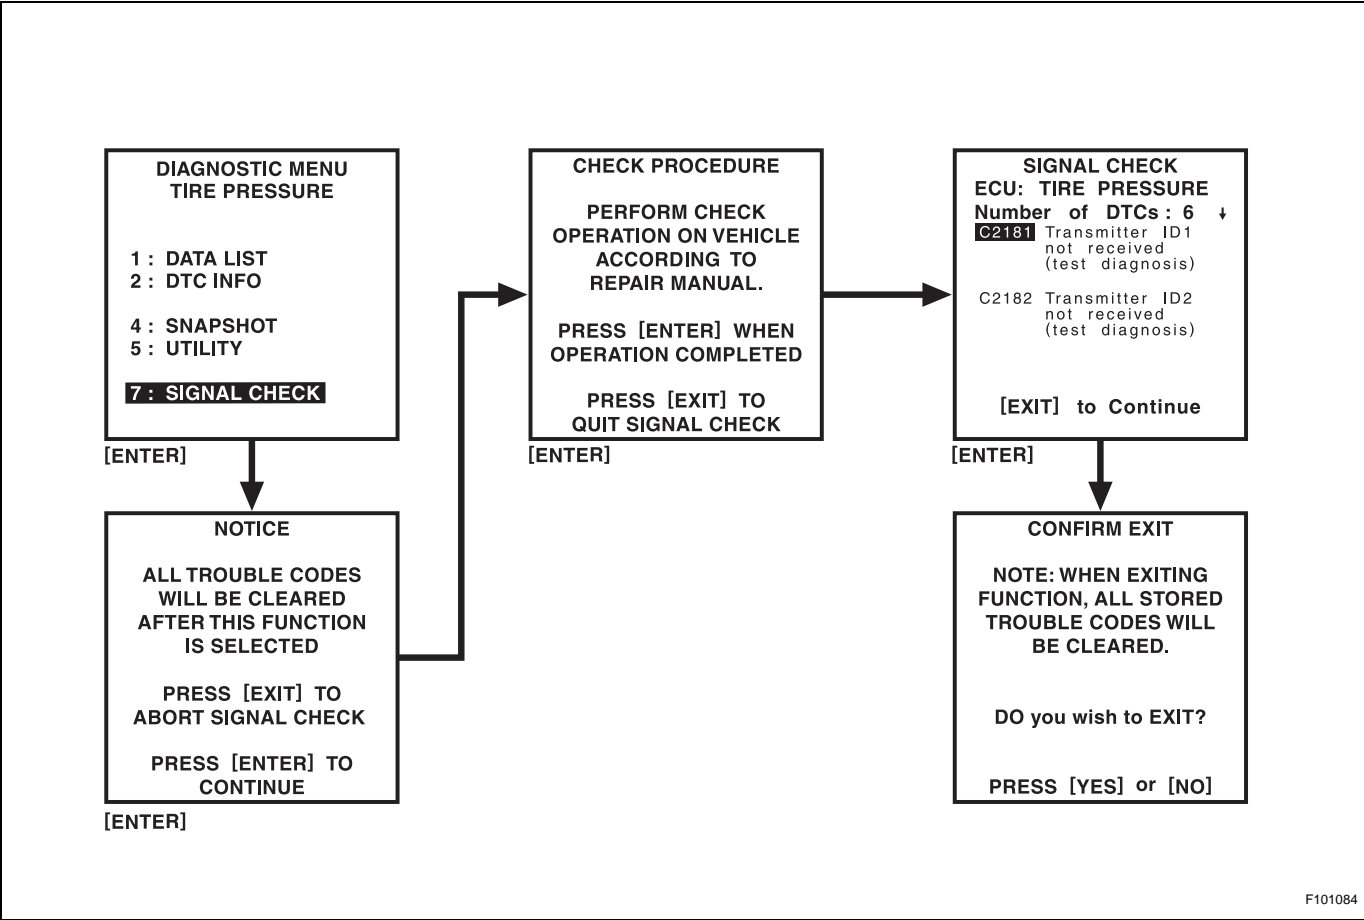 DIAGNOSTIC MENU
TIRE PRESSURE
1 : DATA LIST
2 : DTC INFO
4 : SNAPSHOT
5 : UTILITY
7 : SIGNAL CHECK
[ENTER]
NOTICE
ALL TROUBLE CODES
WILL BE CLEARED
AFTER THIS FUNCTION
IS SELECTED
PRESS [EXIT] TO
ABORT SIGNAL CHECK
PRESS [ENTER] TO
CONTINUE
[ENTER]
CHECK PROCEDURE
PERFORM CHECK
OPERATION ON VEHICLE
ACCORDING TO
REPAIR MANUAL.
PRESS [ENTER] WHEN
OPERATION COMPLETED
PRESS [EXIT] TO
QUIT SIGNAL CHECK
[ENTER]
SIGNAL CHECK
ECU: TIRE PRESSURE
Number of DTCs : 6 ↓
C2181 Transmitter ID1
not received
(test diagnosis)
C2182 Transmitter ID2
not received
(test diagnosis)
[EXIT] to Continue
[ENTER]
CONFIRM EXIT
NOTE: WHEN EXITING
FUNCTION, ALL STORED
TROUBLE CODES WILL
BE CLEARED.
DO you wish to EXIT?
PRESS [YES] or [NO]
F101084